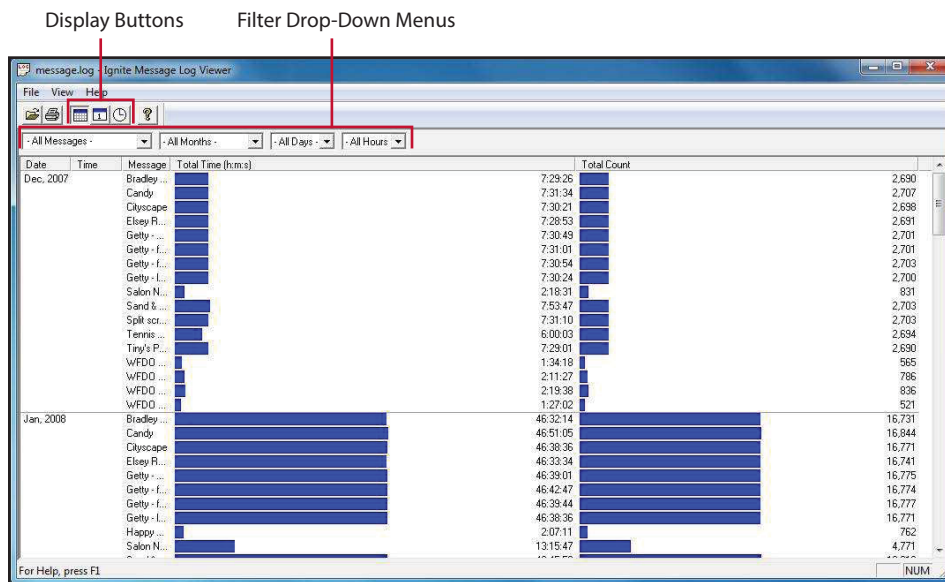 Display Buttons Filter Drop-Down Menus
message.log - Ignite Message Log Viewer
File View Help
- All Messages - - All Months - - All Days - - All Hours
Date Time Message Total Time (h:m:s) Total Count
Dec, 2007 Bradley ... 7:29:26 2,690
Candy 7:31:34 2,707
Cityscape 7:30:21 2,698
Elsey R... 7:28:53 2,691
Getty - ... 7:30:49 2,701
Getty - f... 7:31:01 2,701
Getty - f... 7:30:54 2,703
Getty - l... 7:30:24 2,700
Salon N... 2:18:31 831
Sand & ... 7:53:47 2,703
Split scr... 7:31:10 2,703
Tennis ... 6:00:03 2,694
Tiny's P... 7:29:01 2,690
WFDO ... 1:34:18 565
WFDO ... 2:11:27 786
WFDO ... 2:19:38 836
WFDO ... 1:27:02 521
Jan, 2008 Bradley ... 46:32:14 16,731
Candy 46:51:05 16,844
Cityscape 46:38:36 16,771
Elsey R... 46:33:34 16,741
Getty - ... 46:39:01 16,775
Getty - f... 46:42:47 16,774
Getty - f... 46:39:44 16,777
Getty - l... 46:38:36 16,771
Happy ... 2:07:11 762
Salon N... 13:15:47 4,771
For Help, press F1 NUM